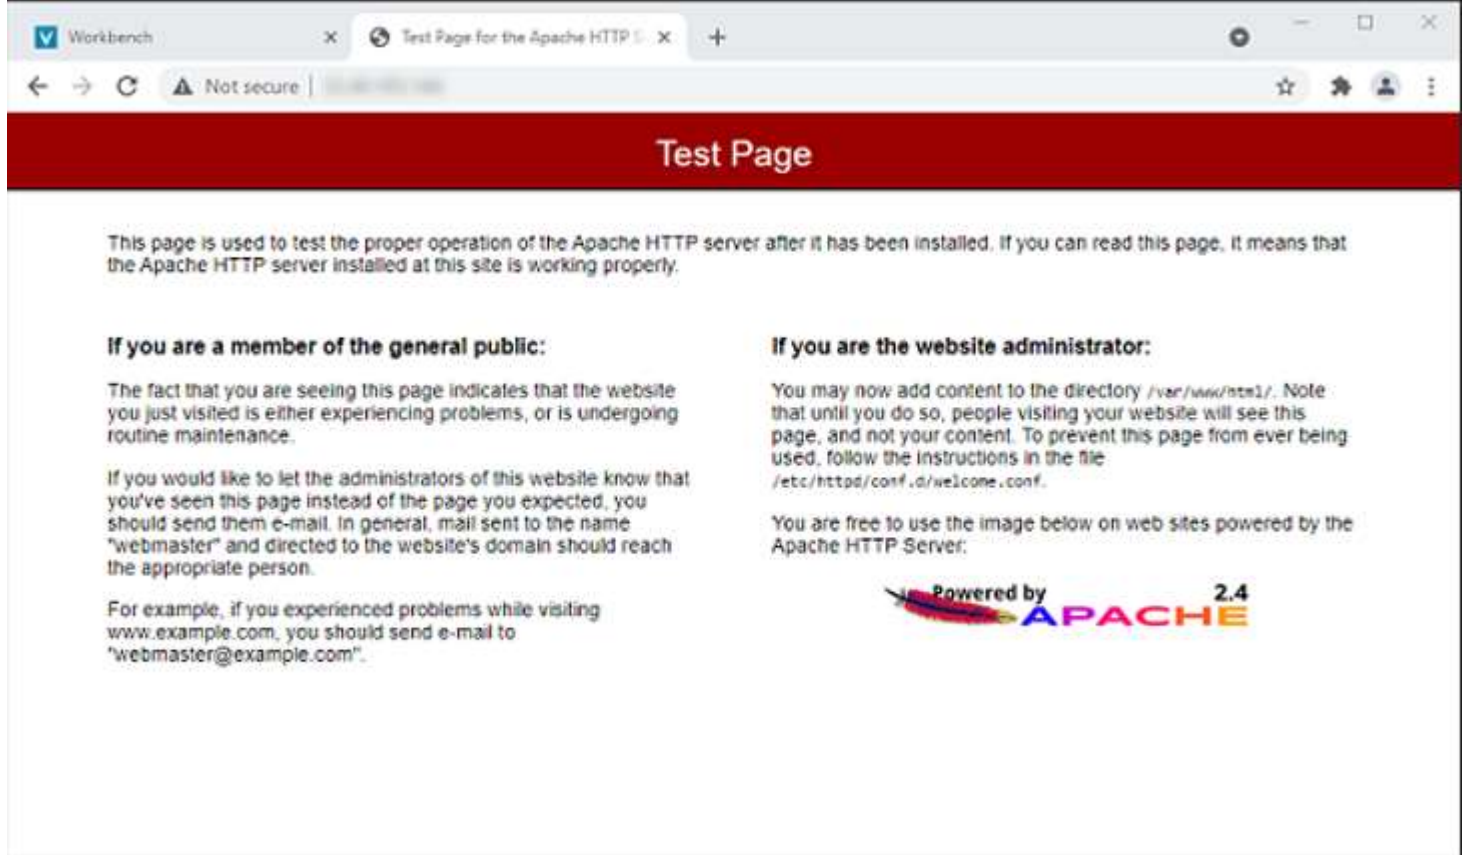 Workbench
Test Page for the Apache HTTP S
Not secure
Test Page
This page is used to test the proper operation of the Apache HTTP server after it has been installed. If you can read this page, it means that
the Apache HTTP server installed at this site is working properly.
If you are a member of the general public:
The fact that you are seeing this page indicates that the website
you just visited is either experiencing problems, or is undergoing
routine maintenance.
If you would like to let the administrators of this website know that
you've seen this page instead of the page you expected, you
should send them e-mail. In general, mail sent to the name
"webmaster" and directed to the website's domain should reach
the appropriate person.
For example, if you experienced problems while visiting
www.example.com, you should send e-mail to
"webmaster@example.com".
If you are the website administrator:
You may now add content to the directory /var/www/html/. Note
that until you do so, people visiting your website will see this
page, and not your content. To prevent this page from ever being
used, follow the instructions in the file
/etc/httpd/conf.d/welcome.conf.
You are free to use the image below on web sites powered by the
Apache HTTP Server:
Powered by 2.4
APACHE